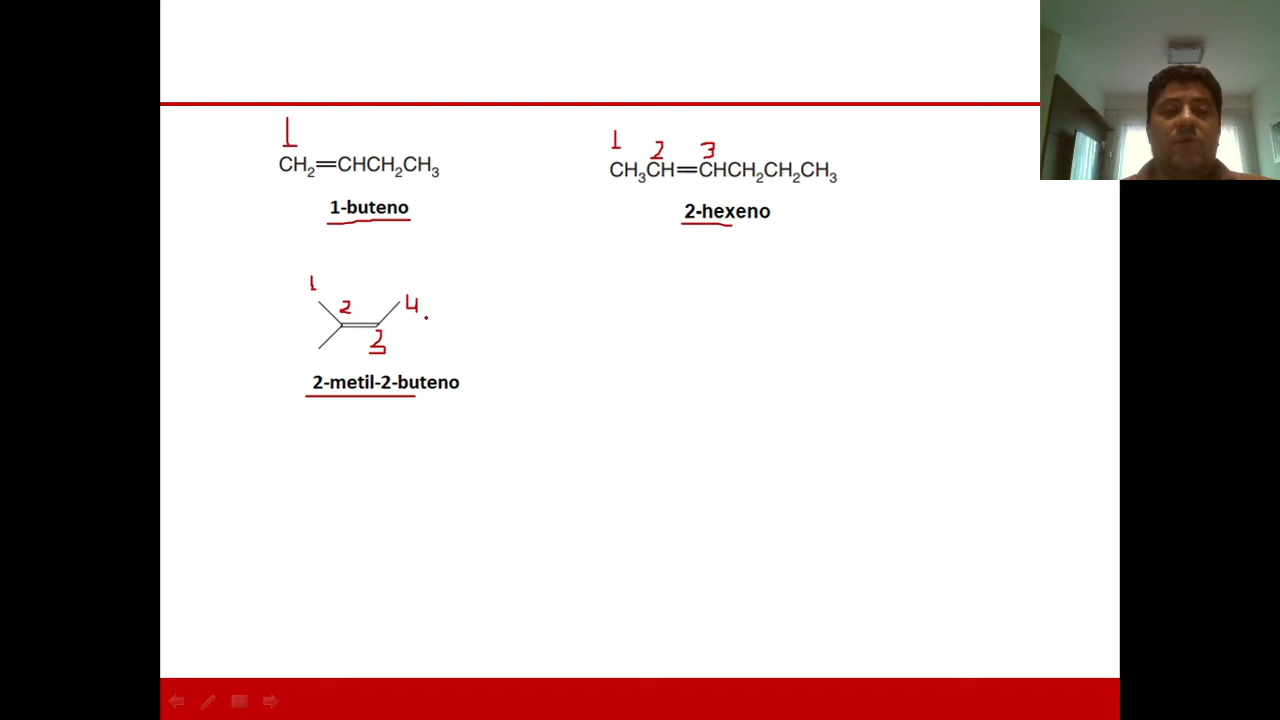 1
CH2=CHCH2CH3
1-buteno
1 2 3
CH3CH=CHCH2CH2CH3
2-hexeno
1
2
4
3
2-metil-2-buteno